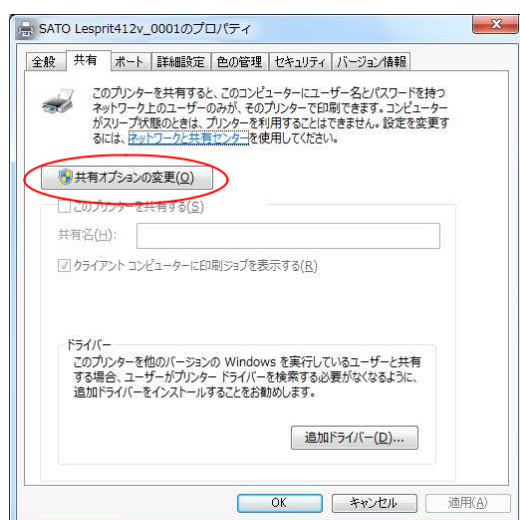 SATO Lesprit412v_0001のプロパティ
全般 共有 ポート 詳細設定 色の管理 セキュリティ バージョン情報
このプリンターを共有すると、このコンピューターにユーザー名とパスワードを持つ
ネットワーク上のユーザーのみが、そのプリンターで印刷できます。コンピューター
がスリープ状態のときは、プリンターを利用することはできません。設定を変更す
るには、ネットワークと共有センターを使用してください。
共有オプションの変更(O)
このプリンターを共有する(S)
共有名(H):
クライアント コンピューターに印刷ジョブを表示する(R)
ドライバー
このプリンターを他のバージョンの Windows を実行しているユーザーと共有
する場合、ユーザーがプリンター ドライバーを検索する必要がなくなるように、
追加ドライバーをインストールすることをお勧めします。
追加ドライバー(D)...
OK キャンセル 適用(A)